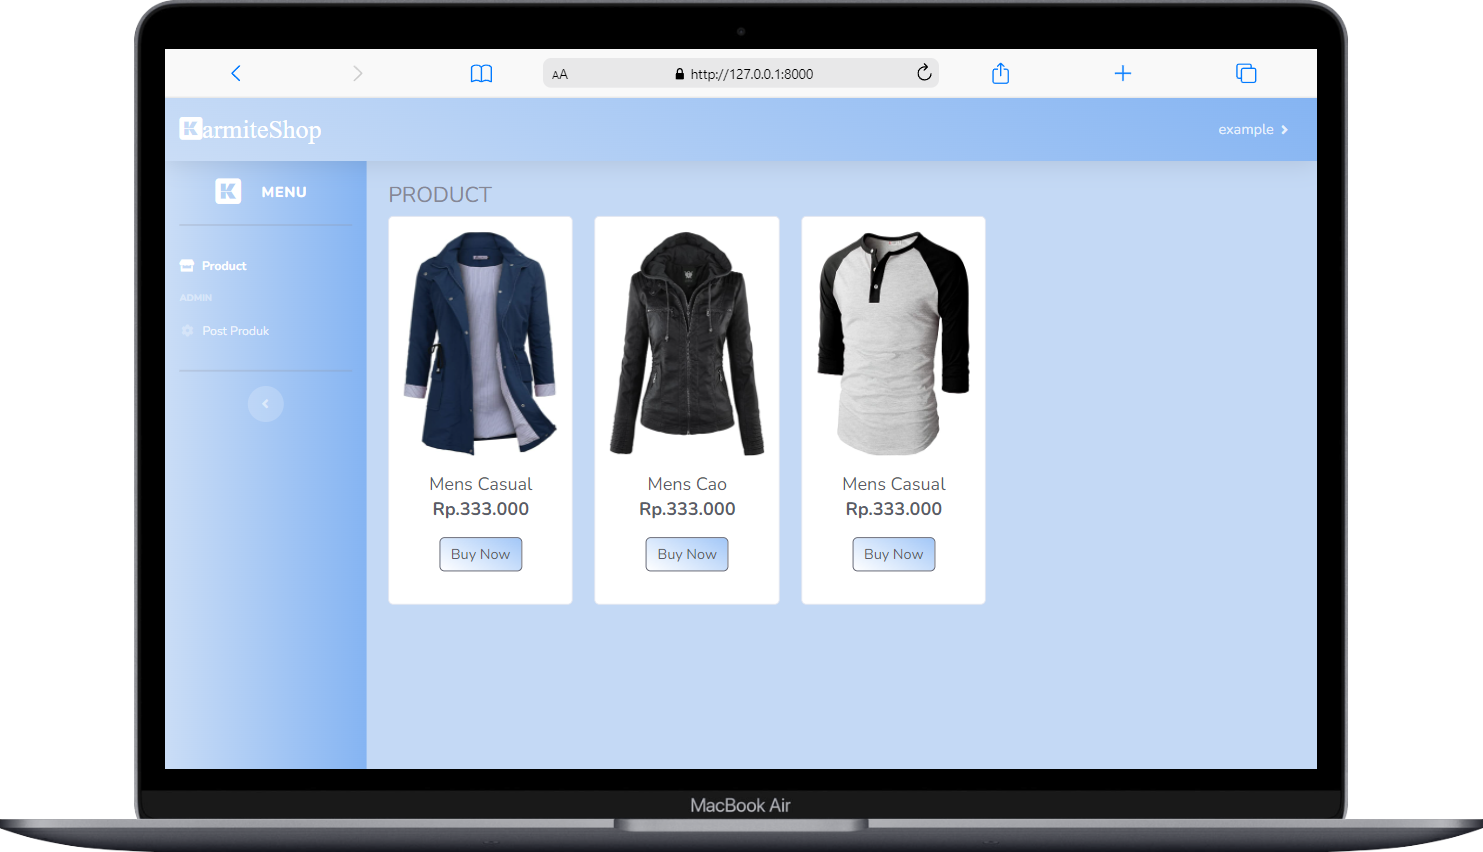 AA http://127.0.0.1:8000
KarmiteShop
example
K MENU
PRODUCT
Product
ADMIN
Post Produk
Mens Casual
Rp.333.000
Buy Now
Mens Cao
Rp.333.000
Buy Now
Mens Casual
Rp.333.000
Buy Now
MacBook Air